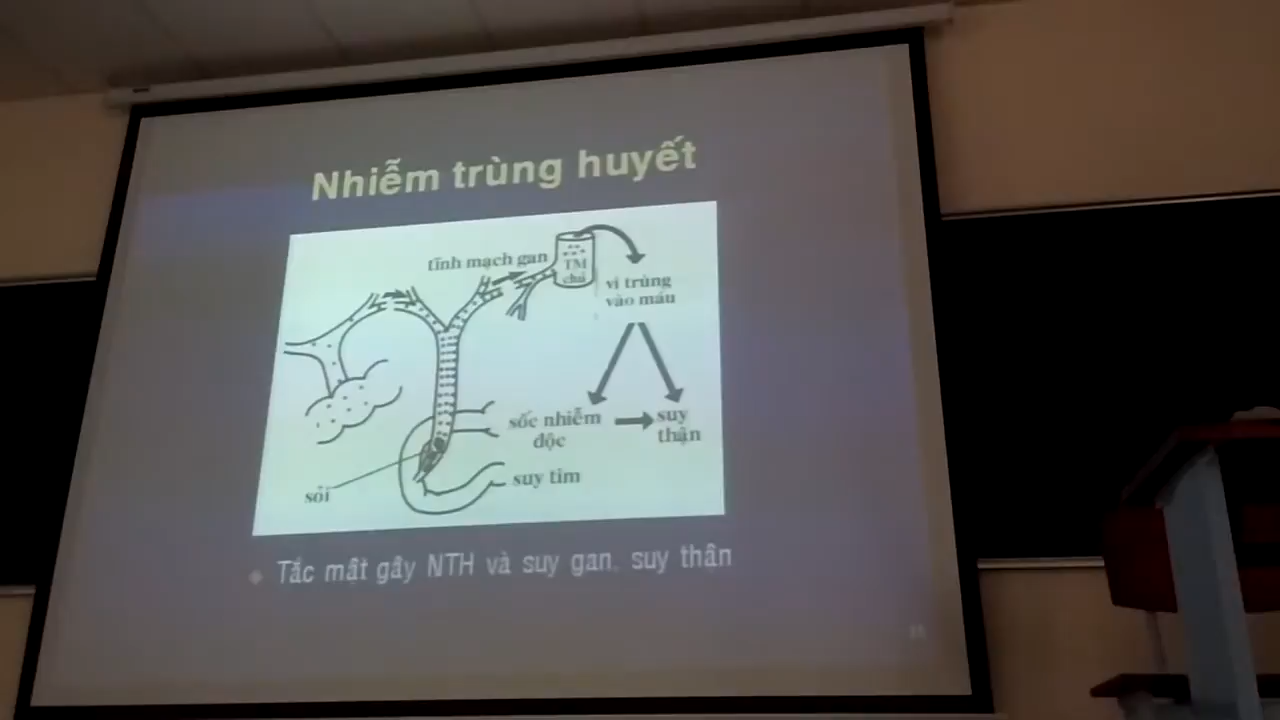 Nhiễm trùng huyết
tĩnh mạch gan
TM
chủ
vi trùng
vào máu
sốc nhiễm
độc
suy
thận
sỏi
suy tim
Tắc mật gây NTH và suy gan, suy thận